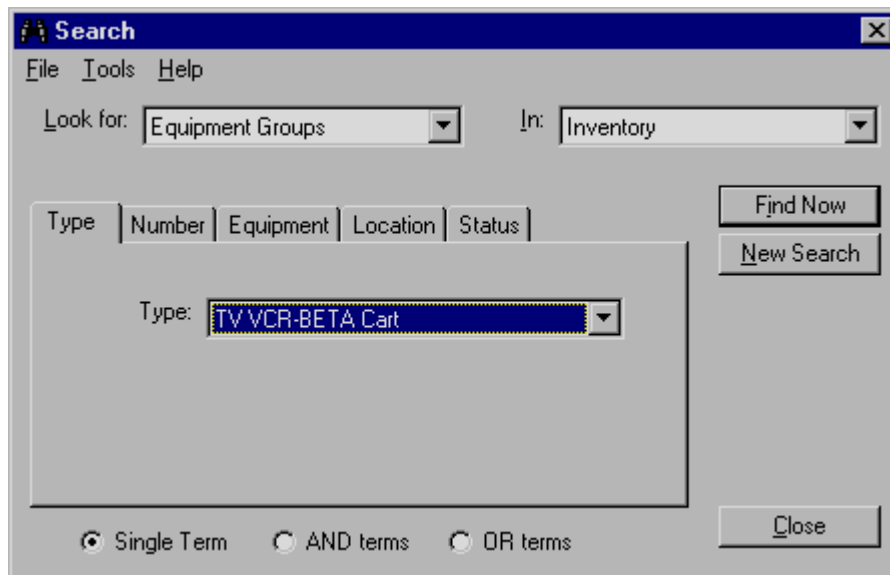 Search
File Tools Help
Look for: Equipment Groups In: Inventory
Find Now
Type Number Equipment Location Status
New Search
Type: TV VCR-BETA Cart
Close
Single Term AND terms OR terms